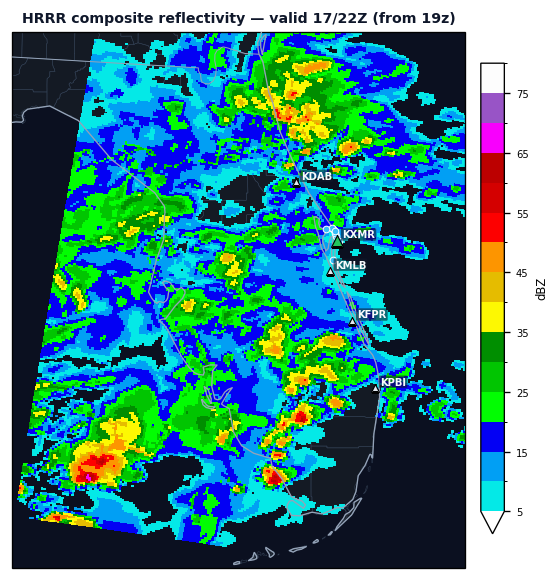 HRRR composite reflectivity — valid 17/22Z (from 19z)
KDAB
KXMR
KMLB
KFPR
KPBI
75
65
55
45
35
25
15
5
dBZ